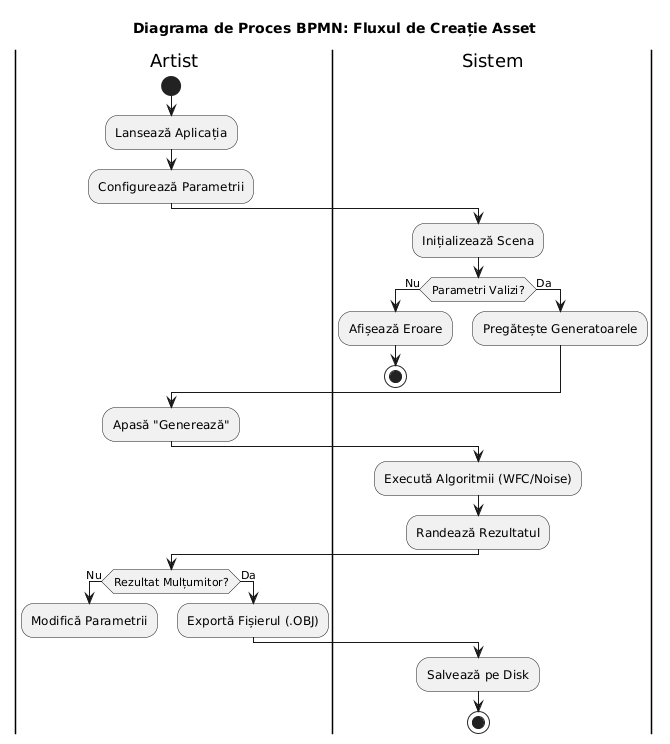 Diagrama de Proces BPMN: Fluxul de Creație Asset
Artist
Sistem
Lansează Aplicația
Configurează Parametrii
Inițializează Scena
Nu
Parametri Valizi?
Da
Afișează Eroare
Pregătește Generatoarele
Apasă "Generează"
Execută Algoritmii (WFC/Noise)
Randează Rezultatul
Nu
Rezultat Mulțumitor?
Da
Modifică Parametrii
Exportă Fișierul (.OBJ)
Salvează pe Disk